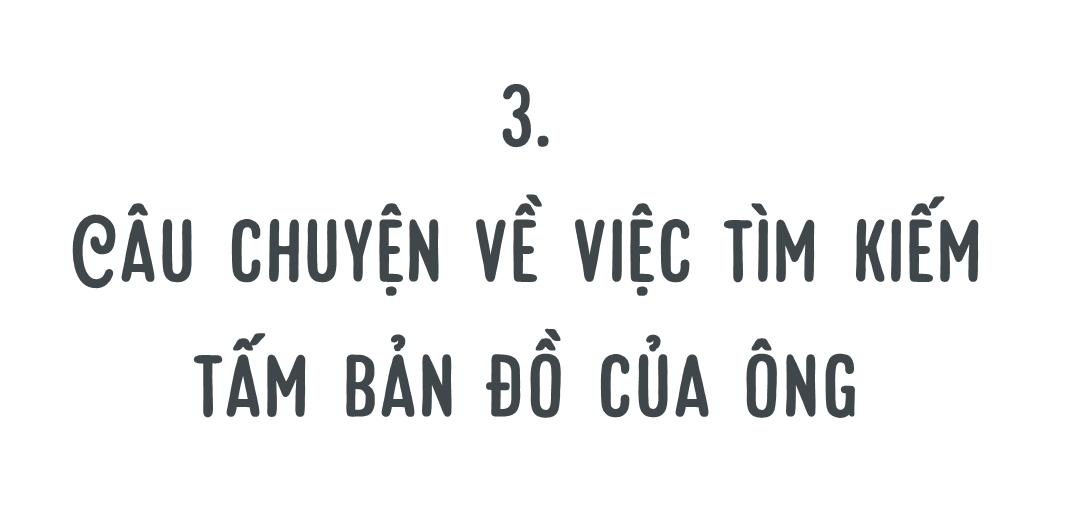 3.
Câu chuyện về việc tìm kiếm
tấm bản đồ của ông